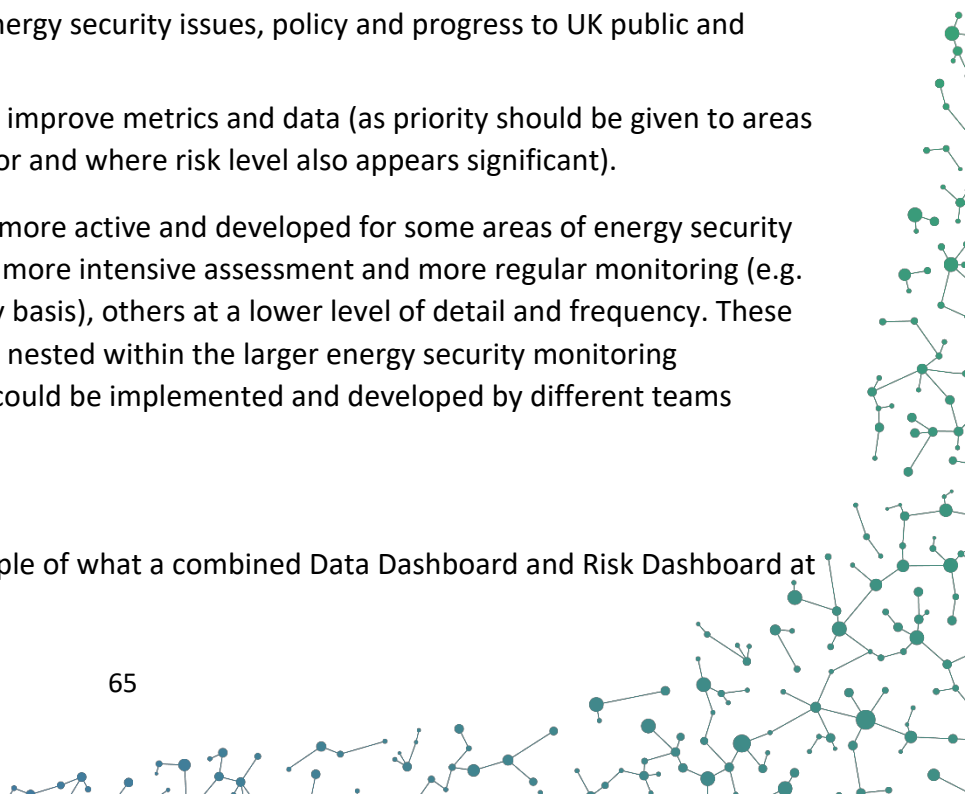 nergy security issues, policy and progress to UK public and
improve metrics and data (as priority should be given to areas
or and where risk level also appears significant).
more active and developed for some areas of energy security
more intensive assessment and more regular monitoring (e.g.
y basis), others at a lower level of detail and frequency. These
nested within the larger energy security monitoring
could be implemented and developed by different teams
ple of what a combined Data Dashboard and Risk Dashboard at
65